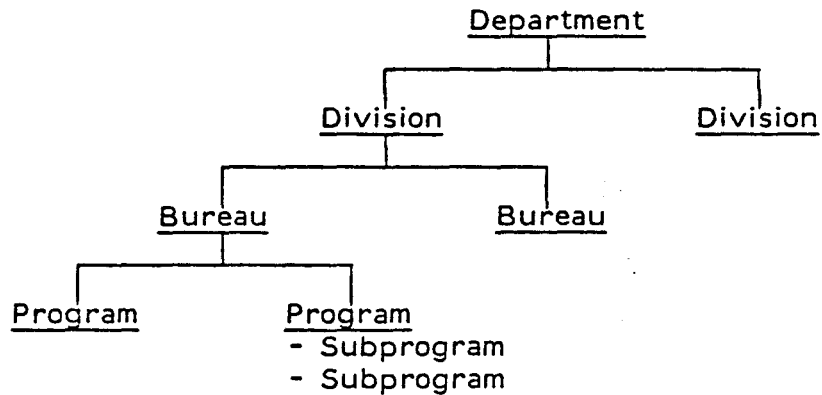 Department
Division Division
Bureau Bureau
Program Program
- Subprogram
- Subprogram